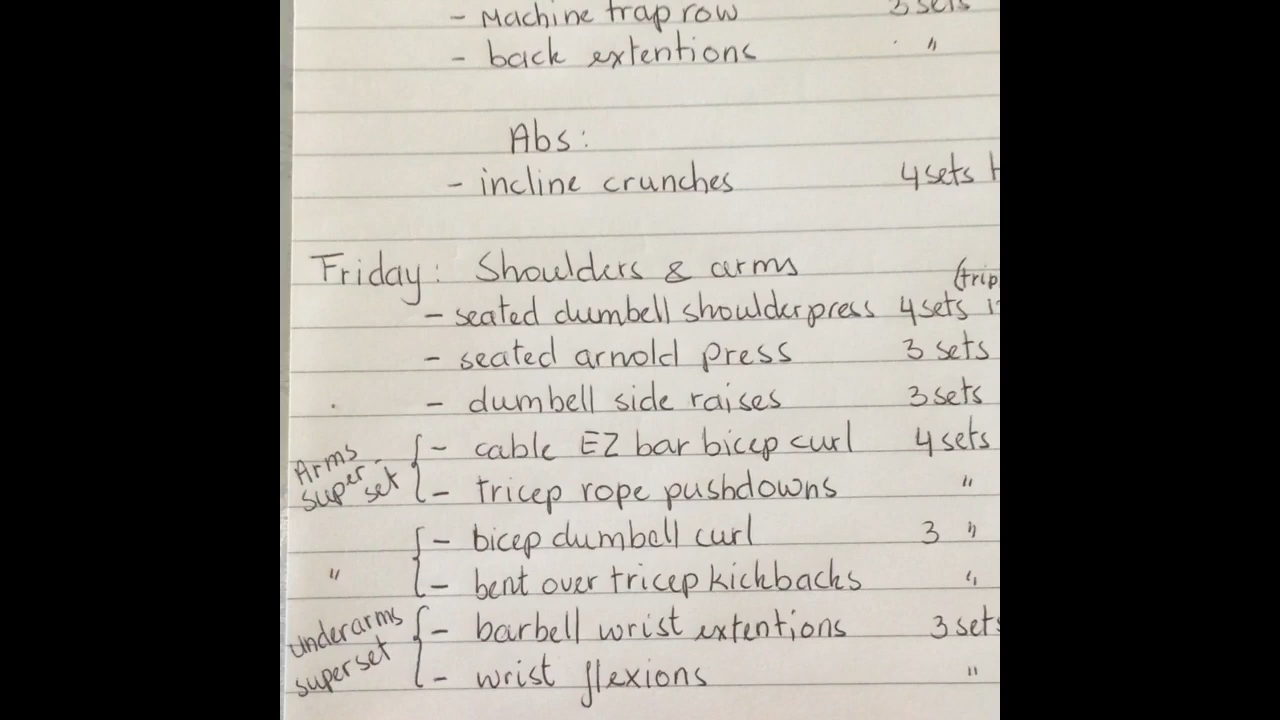 - Machine trap row 3 sets
- back extentions "
Abs:
- incline crunches 4 sets
Friday: Shoulders & arms
- seated dumbell shoulderpress 4 sets
- seated arnold press 3 sets
- dumbell side raises 3 sets
Arms super-set
- cable EZ bar bicep curl 4 sets
- tricep rope pushdowns "
"
- bicep dumbell curl 3 "
- bent over tricep kickbacks "
underarms superset
- barbell wrist extentions 3 sets
- wrist flexions "